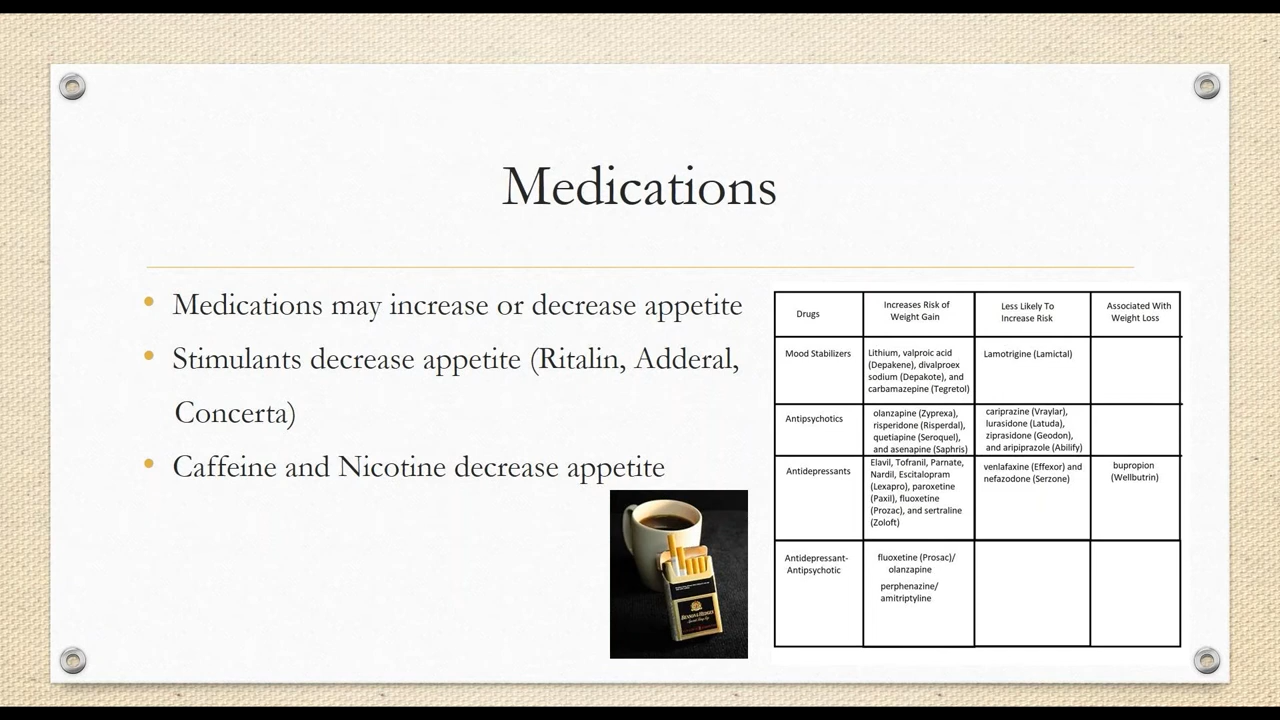 Medications
Medications may increase or decrease appetite
Stimulants decrease appetite (Ritalin, Adderal,
Concerta)
Caffeine and Nicotine decrease appetite
Drugs
Increases Risk of
Weight Gain
Less Likely To
Increase Risk
Associated With
Weight Loss
Mood Stabilizers
Lithium, valproic acid
(Depakene), divalproex
sodium (Depakote), and
carbamazepine (Tegretol)
Lamotrigine (Lamictal)
Antipsychotics
olanzapine (Zyprexa),
risperidone (Risperdal),
quetiapine (Seroquel),
and asenapine (Saphris)
cariprazine (Vraylar),
lurasidone (Latuda),
ziprasidone (Geodon),
and aripiprazole (Abilify)
Antidepressants
Elavil, Tofranil, Parnate,
Nardil, Escitalopram
(Lexapro), paroxetine
(Paxil), fluoxetine
(Prozac), and sertraline
(Zoloft)
venlafaxine (Effexor) and
nefazodone (Serzone)
bupropion
(Wellbutrin)
Antidepressant-
Antipsychotic
fluoxetine (Prosac)/
olanzapine
perphenazine/
amitriptyline
BENSON & HEDGES